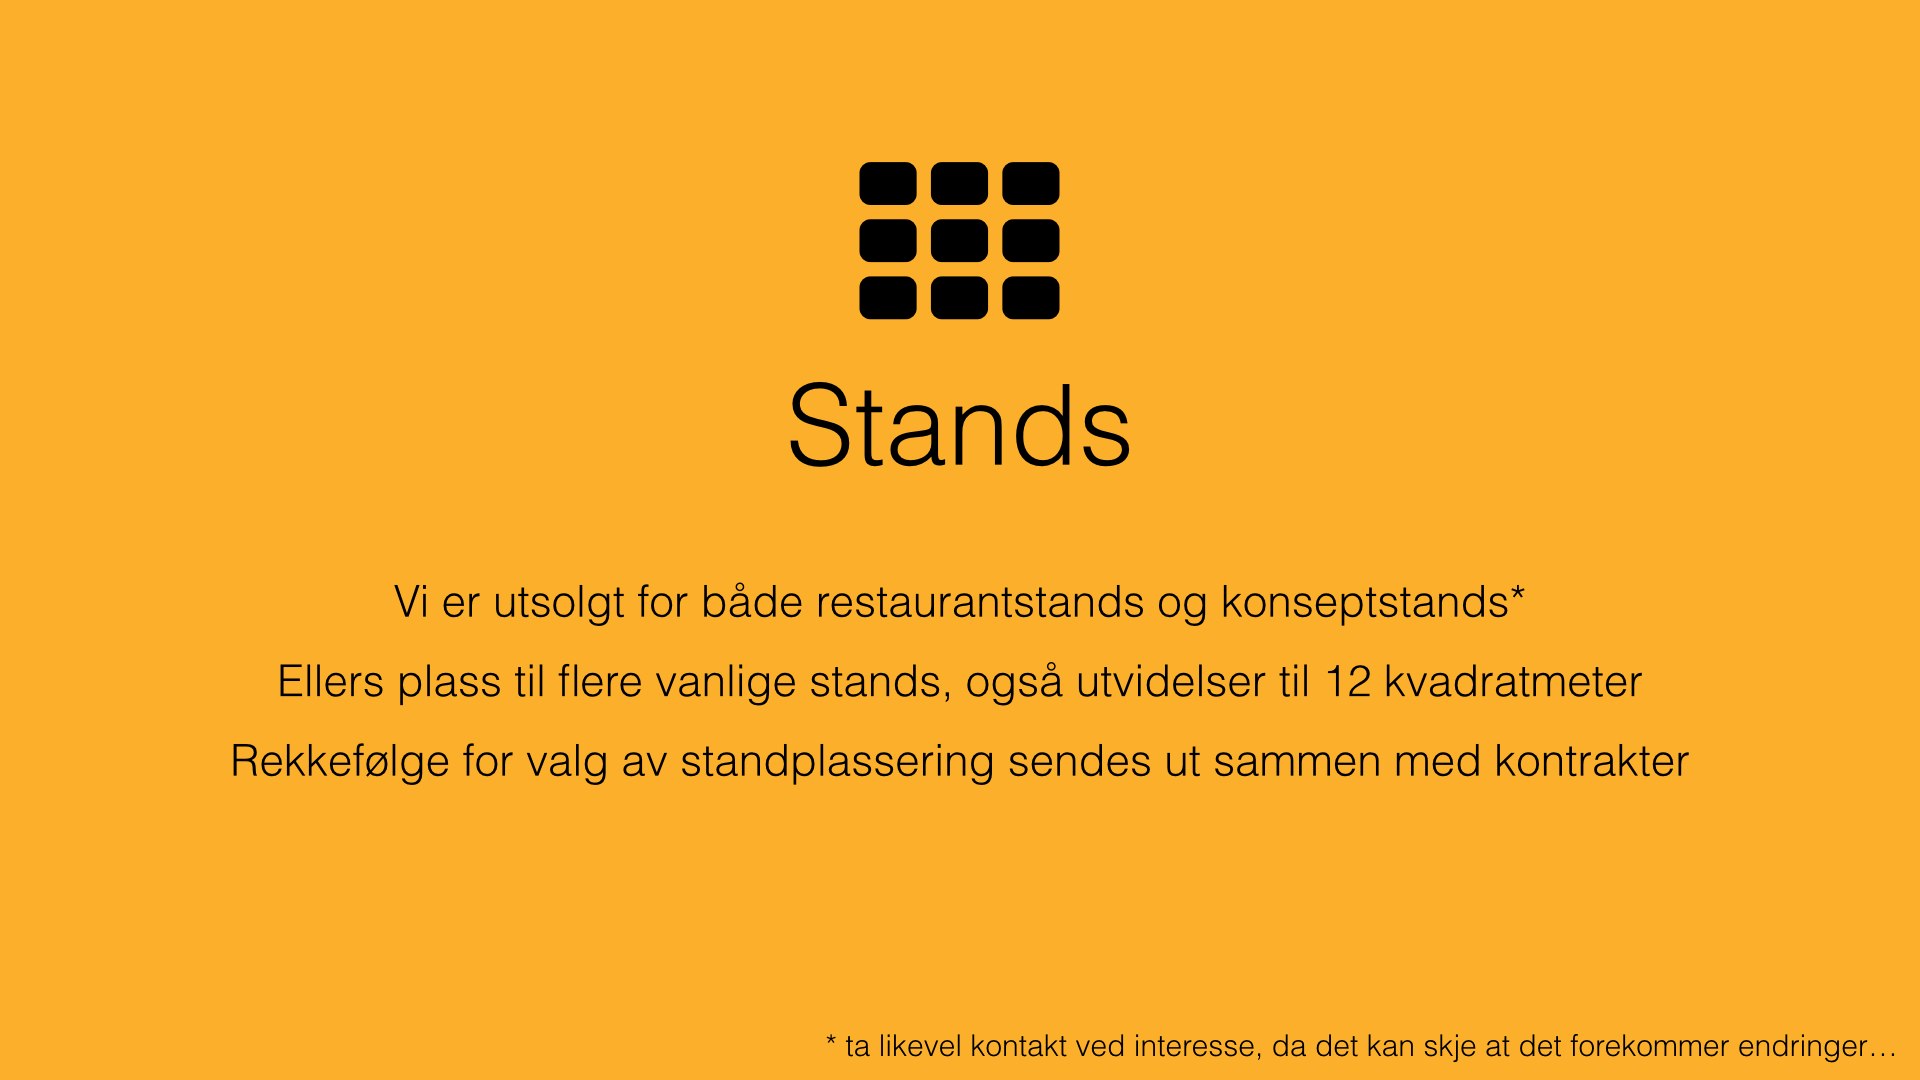 Stands
Vi er utsolgt for både restaurantstands og konseptstands*
Ellers plass til flere vanlige stands, også utvidelser til 12 kvadratmeter
Rekkefølge for valg av standplassering sendes ut sammen med kontrakter
* ta likevel kontakt ved interesse, da det kan skje at det forekommer endringer…